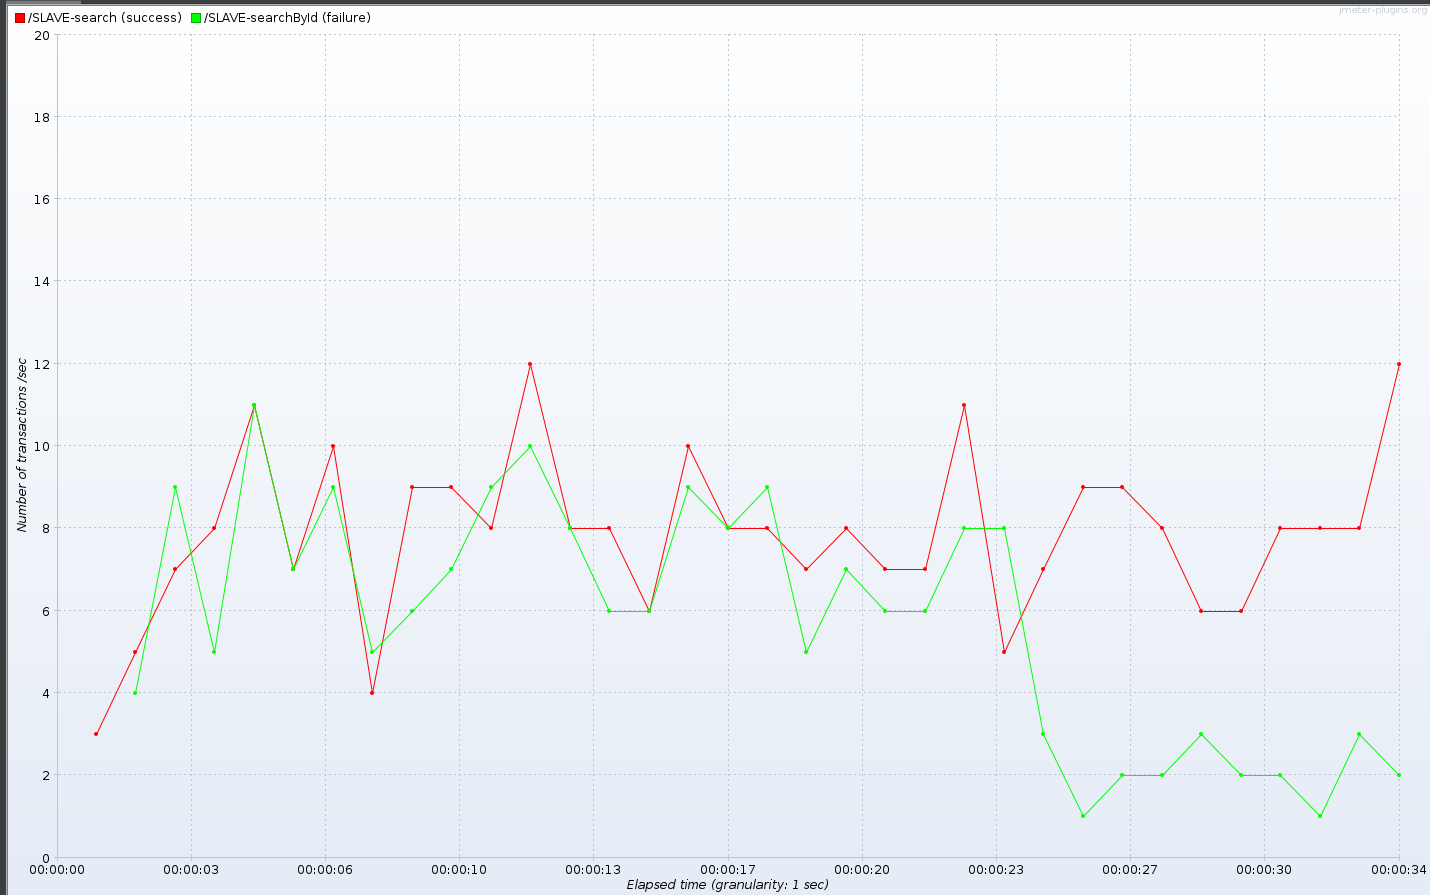 jmeter-plugins.org
/SLAVE-search (success) /SLAVE-searchById (failure)
20
18
16
14
12
10
8
6
4
2
0
Number of transactions /sec
00:00:00 00:00:03 00:00:06 00:00:10 00:00:13 00:00:17 00:00:20 00:00:23 00:00:27 00:00:30 00:00:34
Elapsed time (granularity: 1 sec)